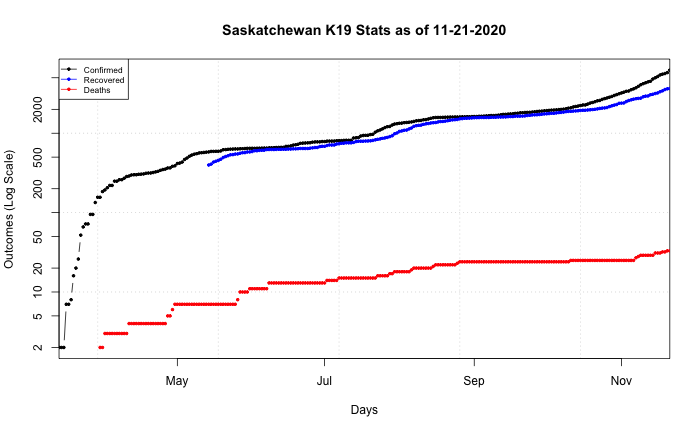 Saskatchewan K19 Stats as of 11-21-2020
Confirmed
Recovered
Deaths
Outcomes (Log Scale)
2000
500
200
50
20
10
5
2
May Jul Sep Nov
Days